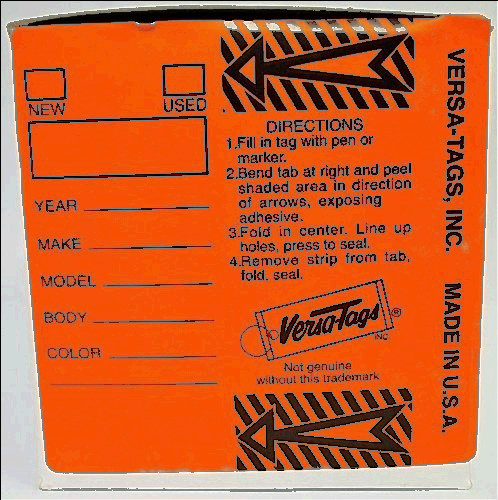 NEW USED
YEAR
MAKE
MODEL
BODY
COLOR
DIRECTIONS
1.Fill in tag with pen or
marker.
2.Bend tab at right and peel
shaded area in direction
of arrows, exposing
adhesive.
3.Fold in center. Line up
holes, press to seal.
4.Remove strip from tab,
fold, seal.
Versa-Tags ®
INC.
Not genuine
without this trademark
VERSA-TAGS, INC. MADE IN U.S.A.